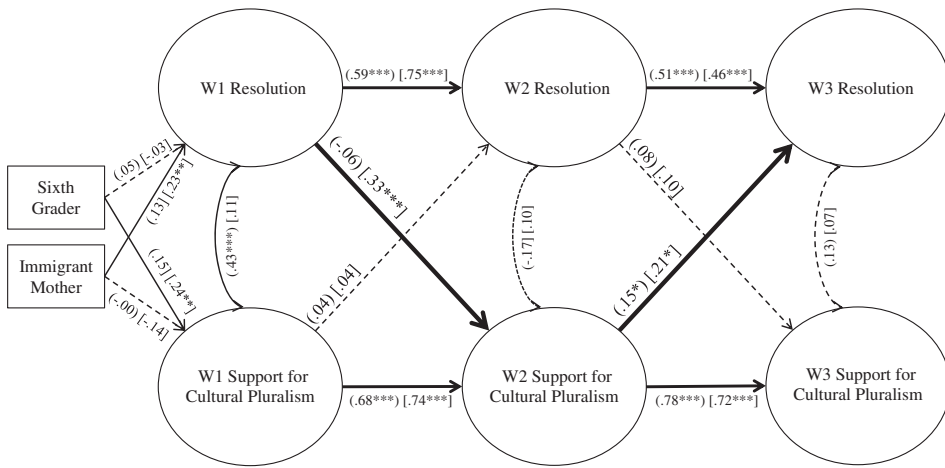 W1 Resolution
(.59***) [.75***]
W2 Resolution
(.51***) [.46***]
W3 Resolution
Sixth
Grader
Immigrant
Mother
(.05) [-.03]
(.13) [.23**]
(.15) [.24**]
(-.00) [-.14]
(.43***) [.11]
(-.06) [.33***]
(.04) [.04]
(-.17) [.10]
(.08) [.10]
(.15*) [.21*]
(.13) [.07]
W1 Support for
Cultural Pluralism
(.68***) [.74***]
W2 Support for
Cultural Pluralism
(.78***) [.72***]
W3 Support for
Cultural Pluralism